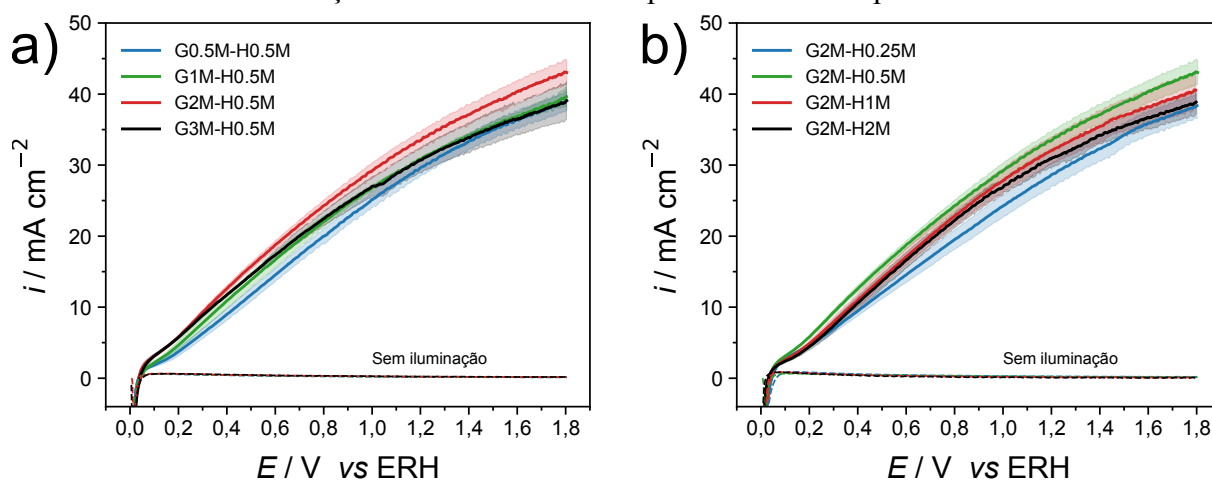 a)
G0.5M-H0.5M
G1M-H0.5M
G2M-H0.5M
G3M-H0.5M
Sem iluminação
i / mA cm⁻²
50
40
30
20
10
0
0,0 0,2 0,4 0,6 0,8 1,0 1,2 1,4 1,6 1,8
E / V vs ERH
b)
G2M-H0.25M
G2M-H0.5M
G2M-H1M
G2M-H2M
Sem iluminação
i / mA cm⁻²
50
40
30
20
10
0
0,0 0,2 0,4 0,6 0,8 1,0 1,2 1,4 1,6 1,8
E / V vs ERH